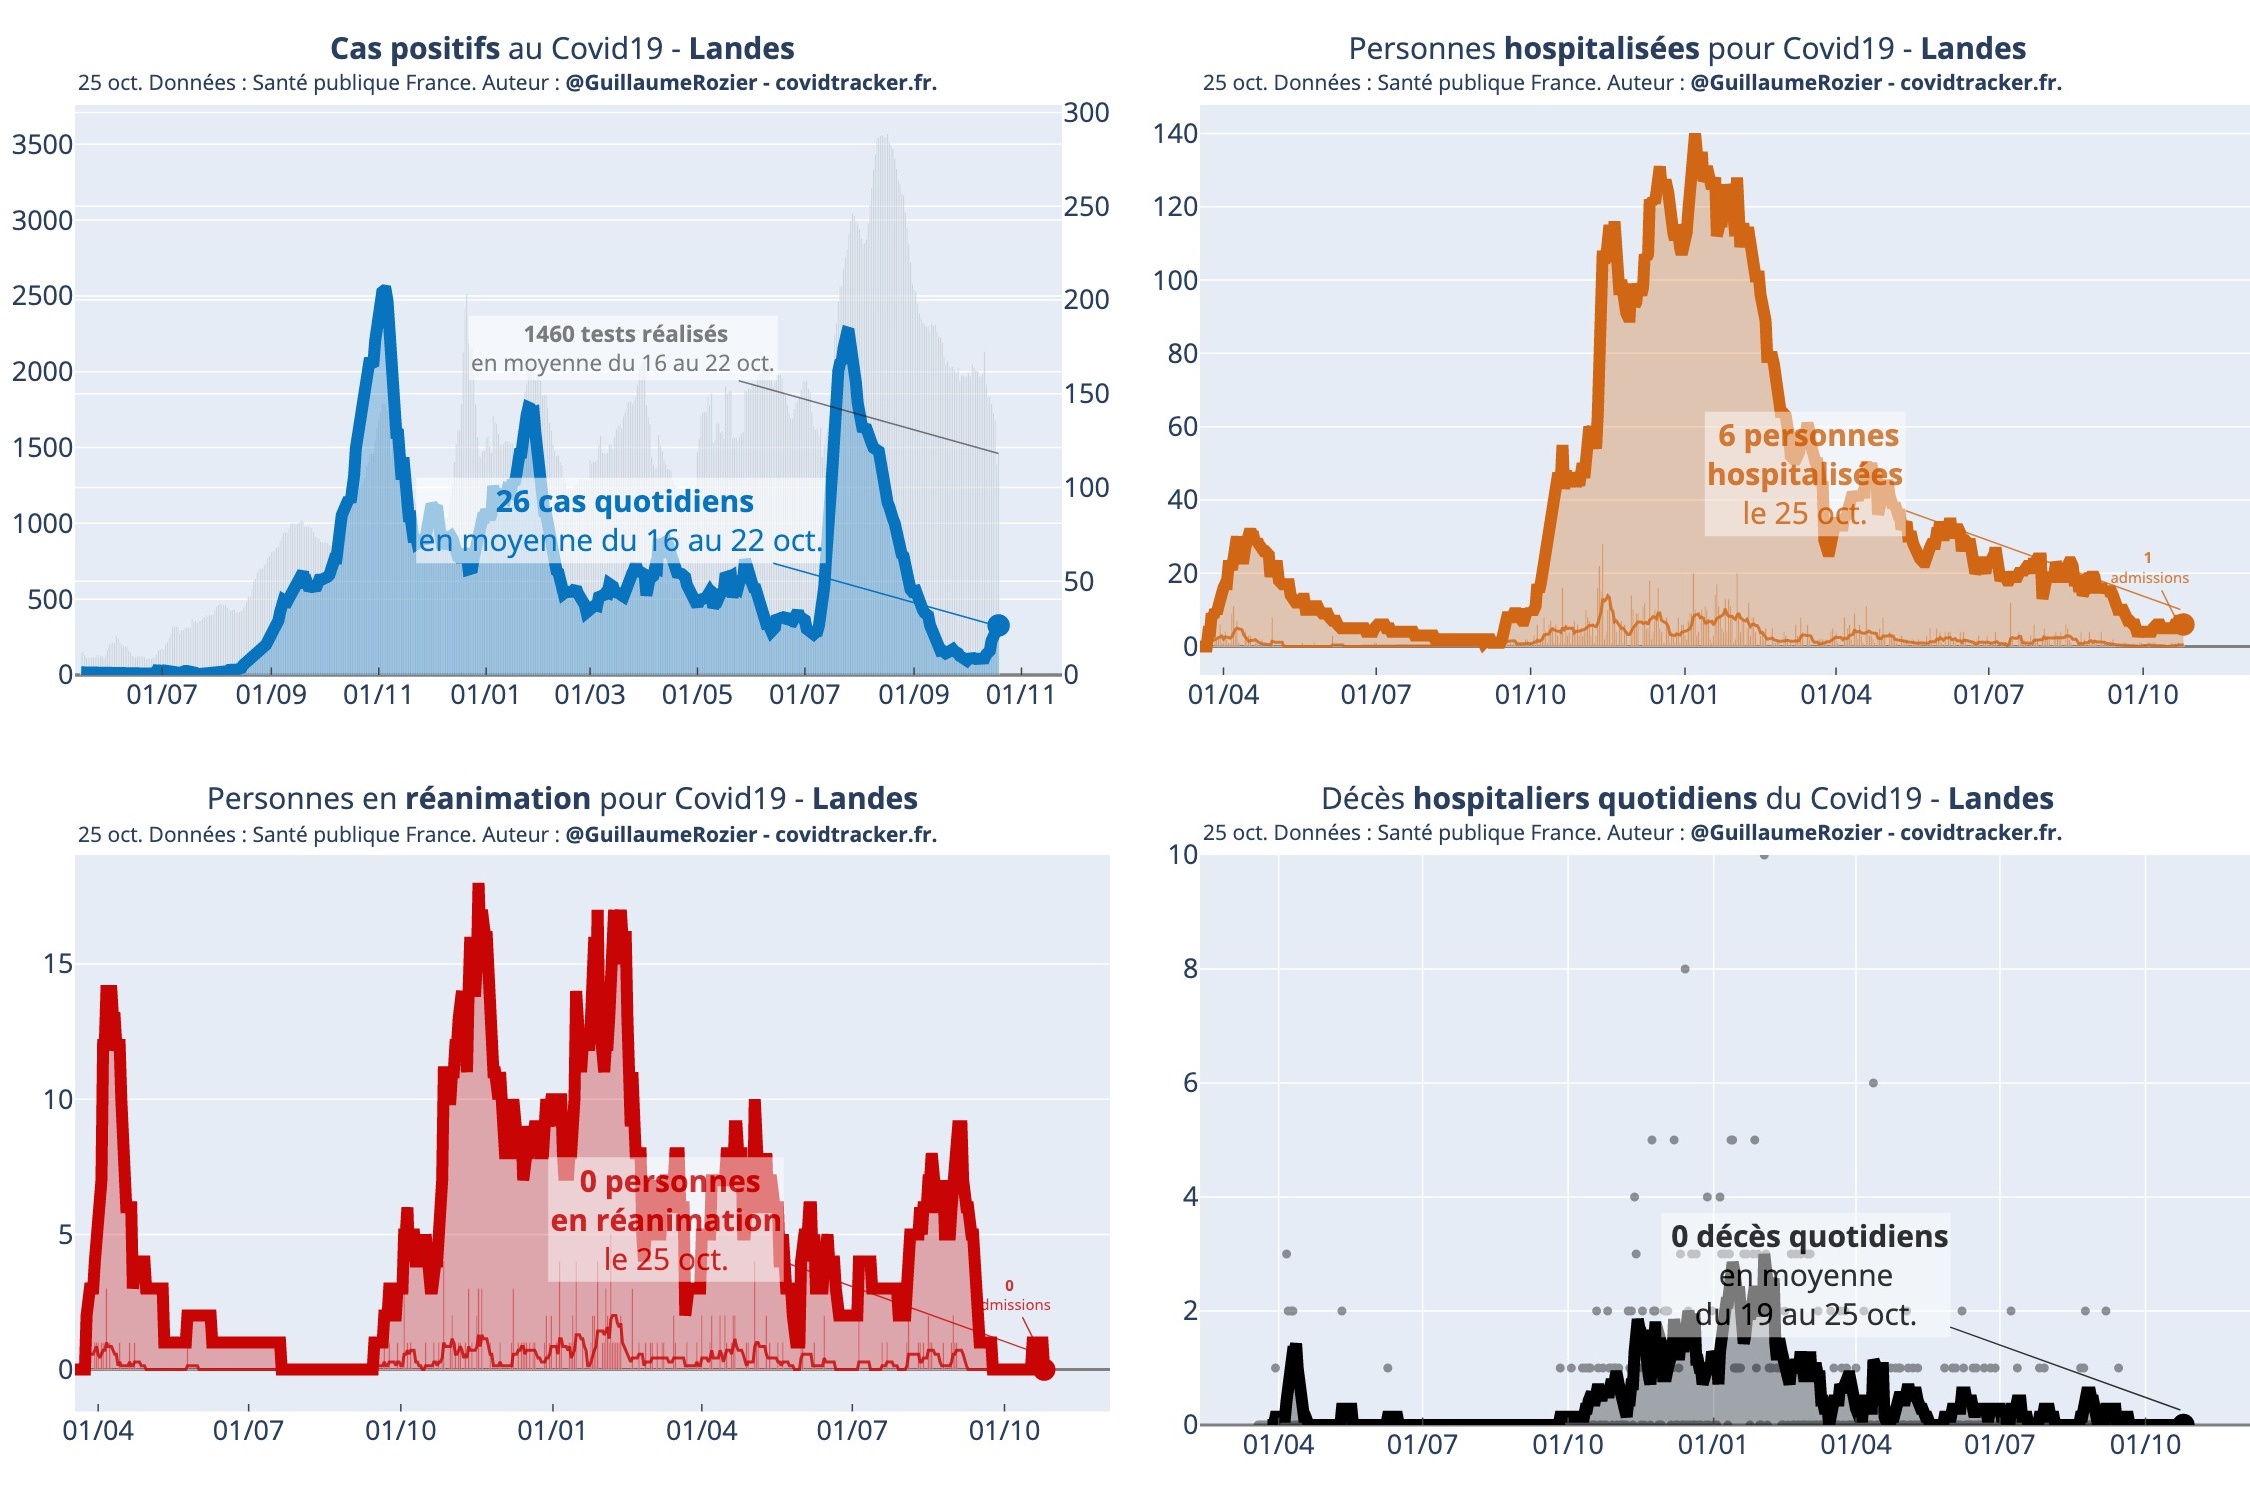 Cas positifs au Covid19 - Landes
25 oct. Données : Santé publique France. Auteur : @GuillaumeRozier - covidtracker.fr.
300
3500
250
3000
2500
200
1460 tests réalisés
en moyenne du 16 au 22 oct.
2000
150
1500
100
26 cas quotidiens
en moyenne du 16 au 22 oct.
1000
50
500
0
0
01/07
01/09
01/11
01/01
01/03
01/05
01/07
01/09
01/11
Personnes hospitalisées pour Covid19 - Landes
25 oct. Données : Santé publique France. Auteur : @GuillaumeRozier - covidtracker.fr.
140
120
100
80
60
6 personnes
hospitalisées
le 25 oct.
40
1
admissions
20
0
01/04
01/07
01/10
01/01
01/04
01/07
01/10
Personnes en réanimation pour Covid19 - Landes
25 oct. Données : Santé publique France. Auteur : @GuillaumeRozier - covidtracker.fr.
15
10
0 personnes
en réanimation
le 25 oct.
5
0
dmissions
0
01/04
01/07
01/10
01/01
01/04
01/07
01/10
Décès hospitaliers quotidiens du Covid19 - Landes
25 oct. Données : Santé publique France. Auteur : @GuillaumeRozier - covidtracker.fr.
10
8
6
4
0 décès quotidiens
en moyenne
du 19 au 25 oct.
2
0
01/04
01/07
01/10
01/01
01/04
01/07
01/10